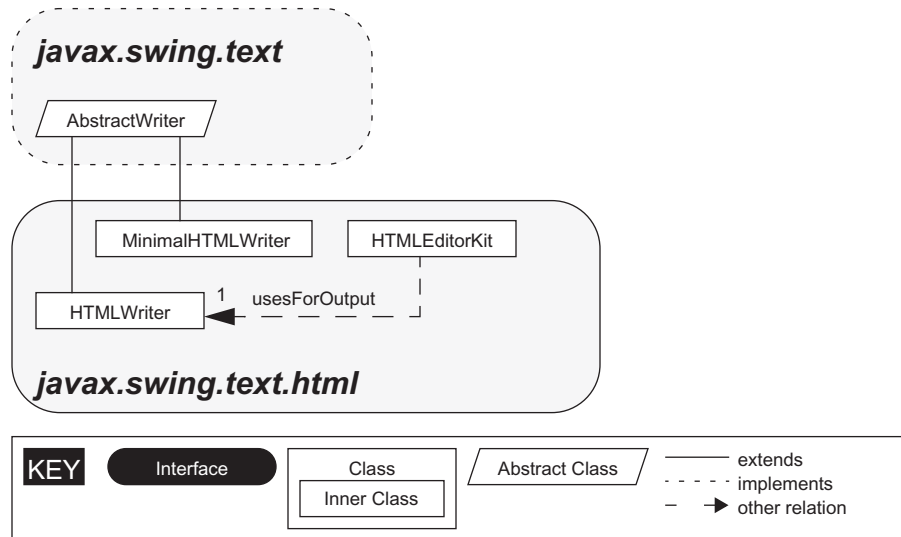 javax.swing.text
AbstractWriter
MinimalHTMLWriter
HTMLEditorKit
1
usesForOutput
HTMLWriter
javax.swing.text.html
KEY
Interface
Class
Inner Class
Abstract Class
extends
implements
other relation